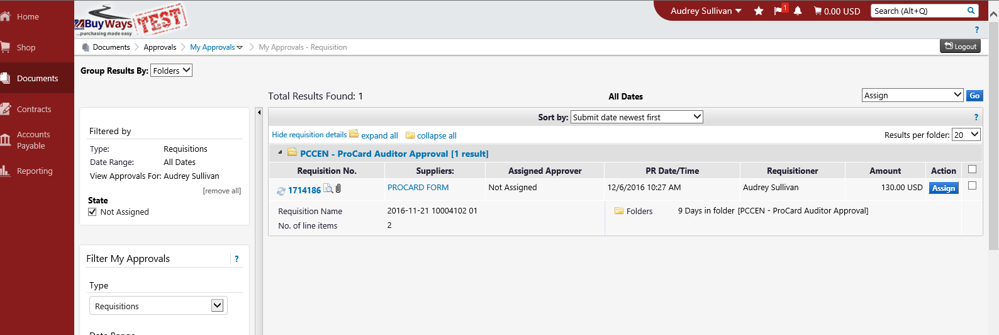 Home
Shop
Documents
Contracts
Accounts
Payable
Reporting
UMASS
BuyWays
...purchasing made easy
TEST
Audrey Sullivan
1
0.00 USD
Search (Alt+Q)
?
Documents
Approvals
My Approvals
My Approvals - Requisition
Logout
Group Results By: Folders
Total Results Found: 1
All Dates
Assign
Go
Filtered by
Type: Requisitions
Date Range: All Dates
View Approvals For: Audrey Sullivan
[remove all]
State
Not Assigned
Filter My Approvals ?
Type
Requisitions
Date Range
Sort by: Submit date newest first
?
Hide requisition details expand all collapse all
Results per folder: 20
PCCEN - ProCard Auditor Approval [1 result]
Requisition No. Suppliers: Assigned Approver PR Date/Time Requisitioner Amount Action
1714186 PROCARD FORM Not Assigned 12/6/2016 10:27 AM Audrey Sullivan 130.00 USD Assign
Requisition Name 2016-11-21 10004102 01 Folders 9 Days in folder [PCCEN - ProCard Auditor Approval]
No. of line items 2